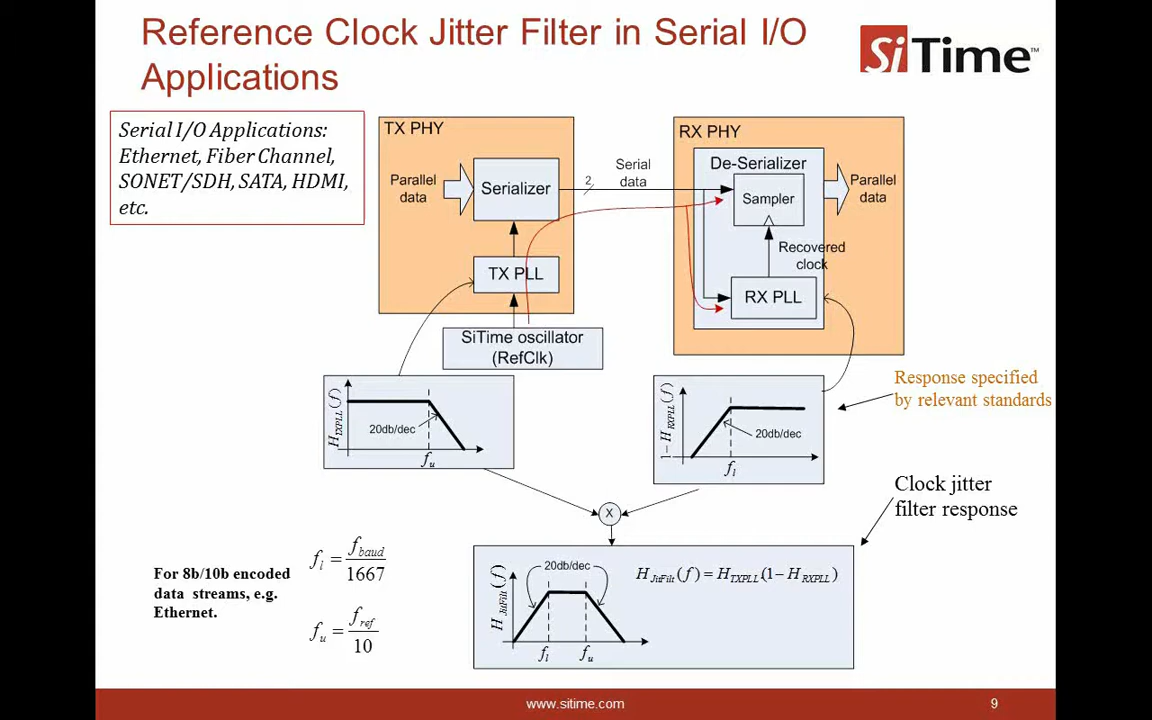 Reference Clock Jitter Filter in Serial I/O
Applications
SiTime™
Serial I/O Applications:
Ethernet, Fiber Channel,
SONET/SDH, SATA, HDMI,
etc.
TX PHY
Parallel
data
Serializer
TX PLL
SiTime oscillator
(RefClk)
2
Serial
data
RX PHY
De-Serializer
Sampler
Recovered
clock
RX PLL
Parallel
data
H_TXPLL(f)
20db/dec
f_u
1-H_RXPLL(f)
20db/dec
f_l
Response specified
by relevant standards
X
Clock jitter
filter response
For 8b/10b encoded
data streams, e.g.
Ethernet.
f_l = f_baud / 1667
f_u = f_ref / 10
H_JitFilt(f)
20db/dec
f_l f_u
H_JitFilt(f) = H_TXPLL(1-H_RXPLL)
www.sitime.com
9